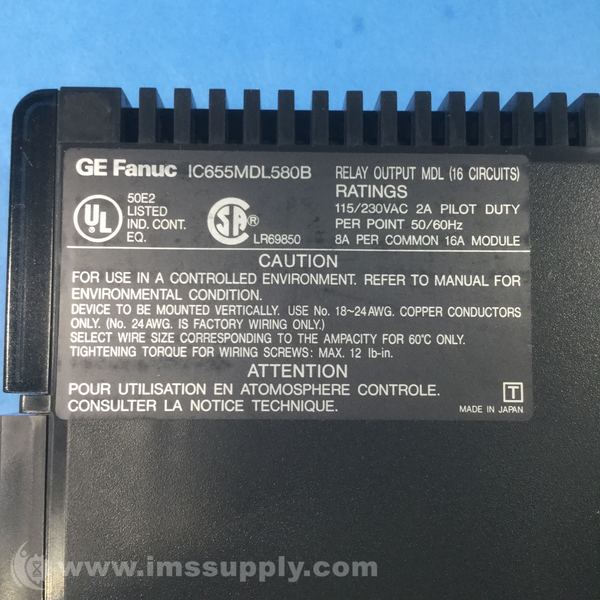 GE Fanuc IC655MDL580B RELAY OUTPUT MDL (16 CIRCUITS)
RATINGS
115/230VAC 2A PILOT DUTY
PER POINT 50/60Hz
8A PER COMMON 16A MODULE
UL
50E2
LISTED
IND. CONT.
EQ.
SA ®
LR69850
CAUTION
FOR USE IN A CONTROLLED ENVIRONMENT. REFER TO MANUAL FOR
ENVIRONMENTAL CONDITION.
DEVICE TO BE MOUNTED VERTICALLY. USE No. 18~24AWG. COPPER CONDUCTORS
ONLY. (No. 24AWG. IS FACTORY WIRING ONLY.)
SELECT WIRE SIZE CORRESPONDING TO THE AMPACITY FOR 60°C ONLY.
TIGHTENING TORQUE FOR WIRING SCREWS: MAX. 12 lb-in.
ATTENTION
POUR UTILISATION EN ATOMOSPHERE CONTROLE.
CONSULTER LA NOTICE TECHNIQUE.
T
MADE IN JAPAN
www.imssupply.com